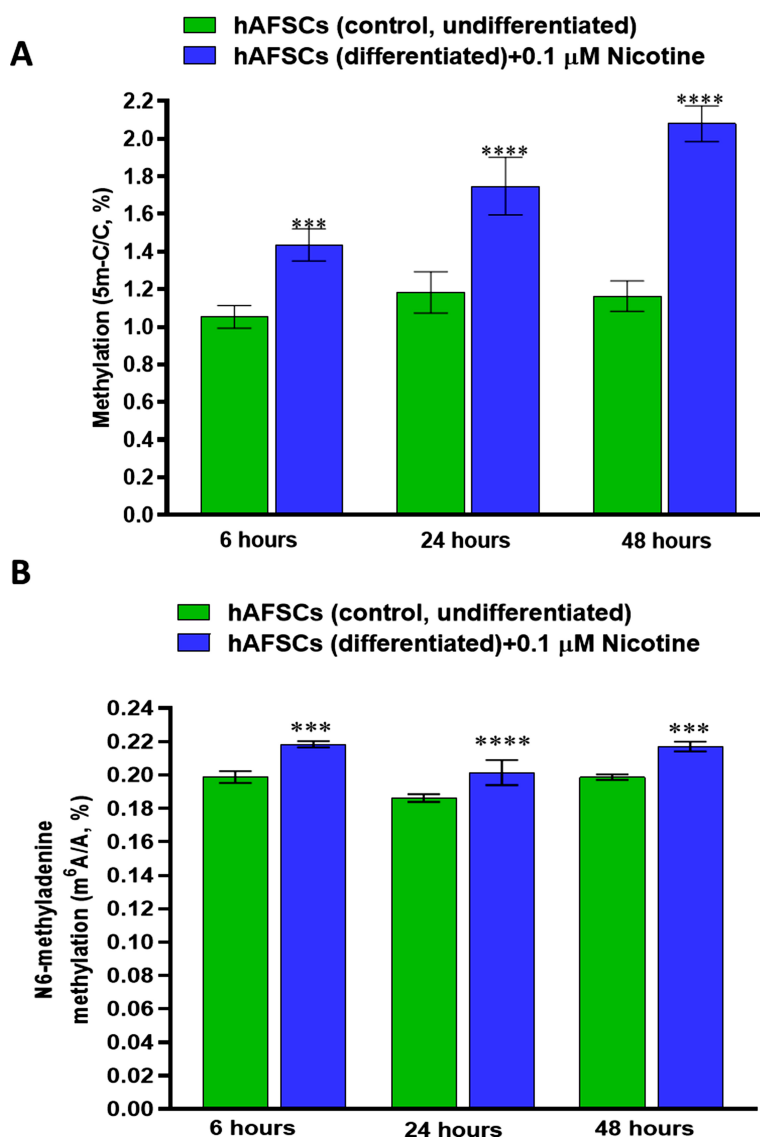 A
hAFSCs (control, undifferentiated)
hAFSCs (differentiated)+0.1 μM Nicotine
Methylation (5m-C/C, %)
2.2
2.0
1.8
1.6
1.4
1.2
1.0
0.8
0.6
0.4
0.2
0.0
***
****
****
6 hours
24 hours
48 hours
B
hAFSCs (control, undifferentiated)
hAFSCs (differentiated)+0.1 μM Nicotine
N6-methyladenine
methylation (m⁶A/A, %)
0.24
0.22
0.20
0.18
0.16
0.14
0.12
0.10
0.08
0.06
0.04
0.02
0.00
***
****
***
6 hours
24 hours
48 hours